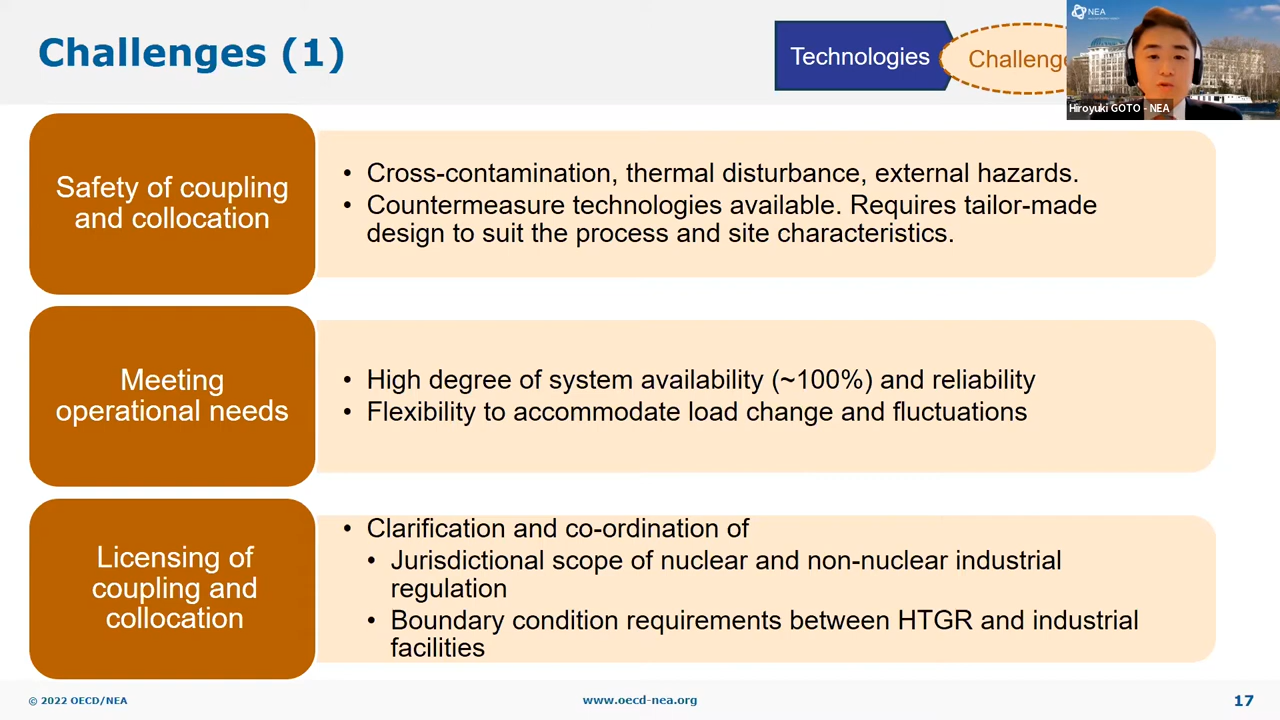 Challenges (1)
Technologies
Challenge
NEA
Hiroyuki GOTO - NEA
Safety of coupling
and collocation
• Cross-contamination, thermal disturbance, external hazards.
• Countermeasure technologies available. Requires tailor-made
design to suit the process and site characteristics.
Meeting
operational needs
• High degree of system availability (~100%) and reliability
• Flexibility to accommodate load change and fluctuations
Licensing of
coupling and
collocation
• Clarification and co-ordination of
• Jurisdictional scope of nuclear and non-nuclear industrial
regulation
• Boundary condition requirements between HTGR and industrial
facilities
© 2022 OECD/NEA
www.oecd-nea.org
17